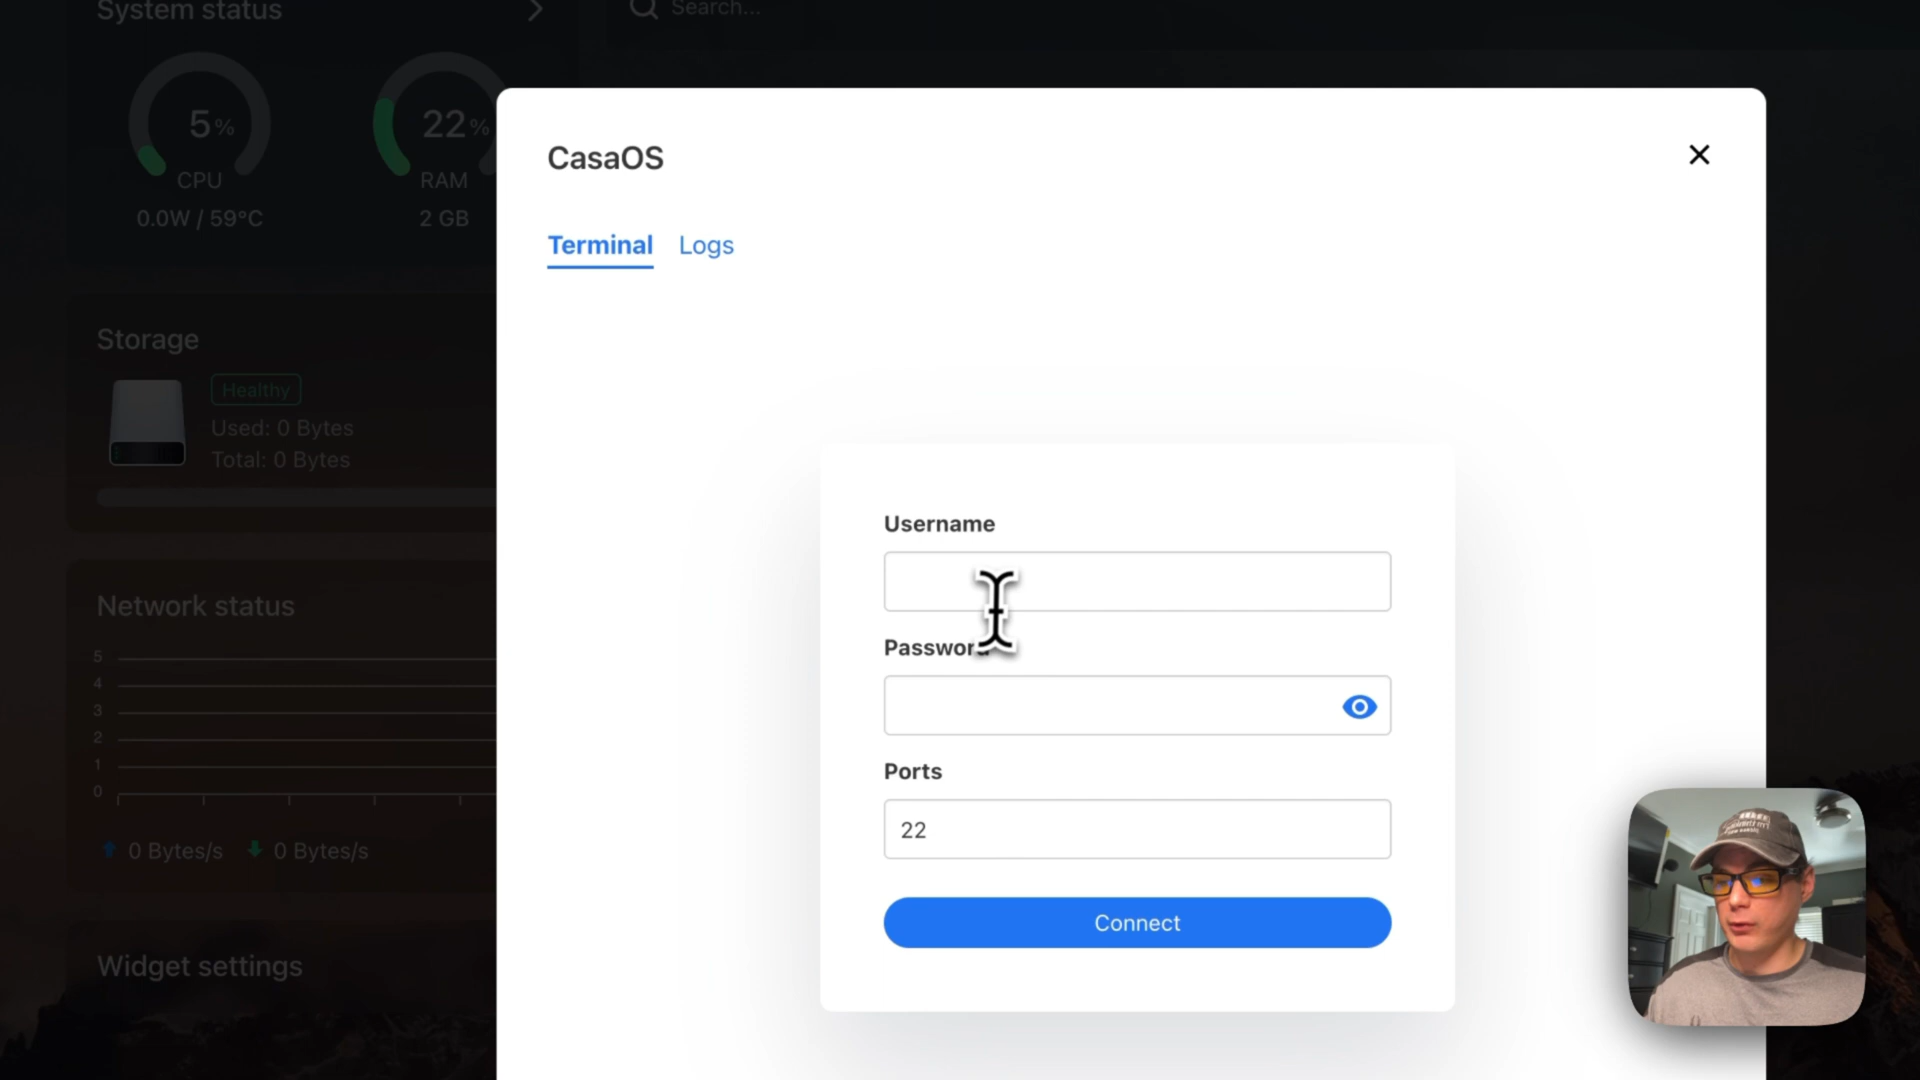 System status
Search...
5%
CPU
0.0W / 59°C
22%
RAM
2 GB
Storage
Healthy
Used: 0 Bytes
Total: 0 Bytes
Network status
5
4
3
2
1
0
0 Bytes/s
0 Bytes/s
Widget settings
CasaOS
Terminal
Logs
Username
Password
Ports
22
Connect